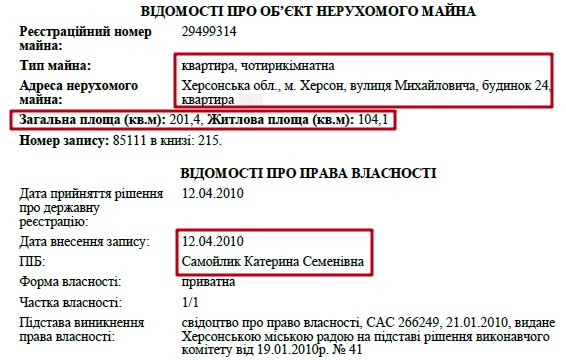 ВІДОМОСТІ ПРО ОБ’ЄКТ НЕРУХОМОГО МАЙНА
Реєстраційний номер майна: 29499314
Тип майна: квартира, чотирикімнатна
Адреса нерухомого майна: Херсонська обл., м. Херсон, вулиця Михайловича, будинок 24, квартира
Загальна площа (кв.м): 201,4, Житлова площа (кв.м): 104,1
Номер запису: 85111 в книзі: 215.
ВІДОМОСТІ ПРО ПРАВА ВЛАСНОСТІ
Дата прийняття рішення про державну реєстрацію: 12.04.2010
Дата внесення запису: 12.04.2010
ПІБ: Самойлик Катерина Семенівна
Форма власності: приватна
Частка власності: 1/1
Підстава виникнення права власності: свідоцтво про право власності, САС 266249, 21.01.2010, видане Херсонською міською радою на підставі рішення виконавчого комітету від 19.01.2010р. № 41